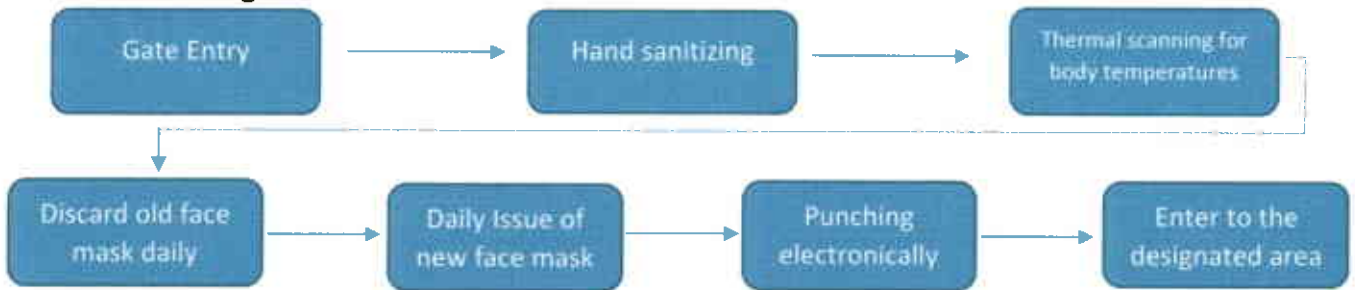 Gate Entry
Hand sanitizing
Thermal scanning for
body temperatures
Discard old face
mask daily
Daily Issue of
new face mask
Punching
electronically
Enter to the
designated area